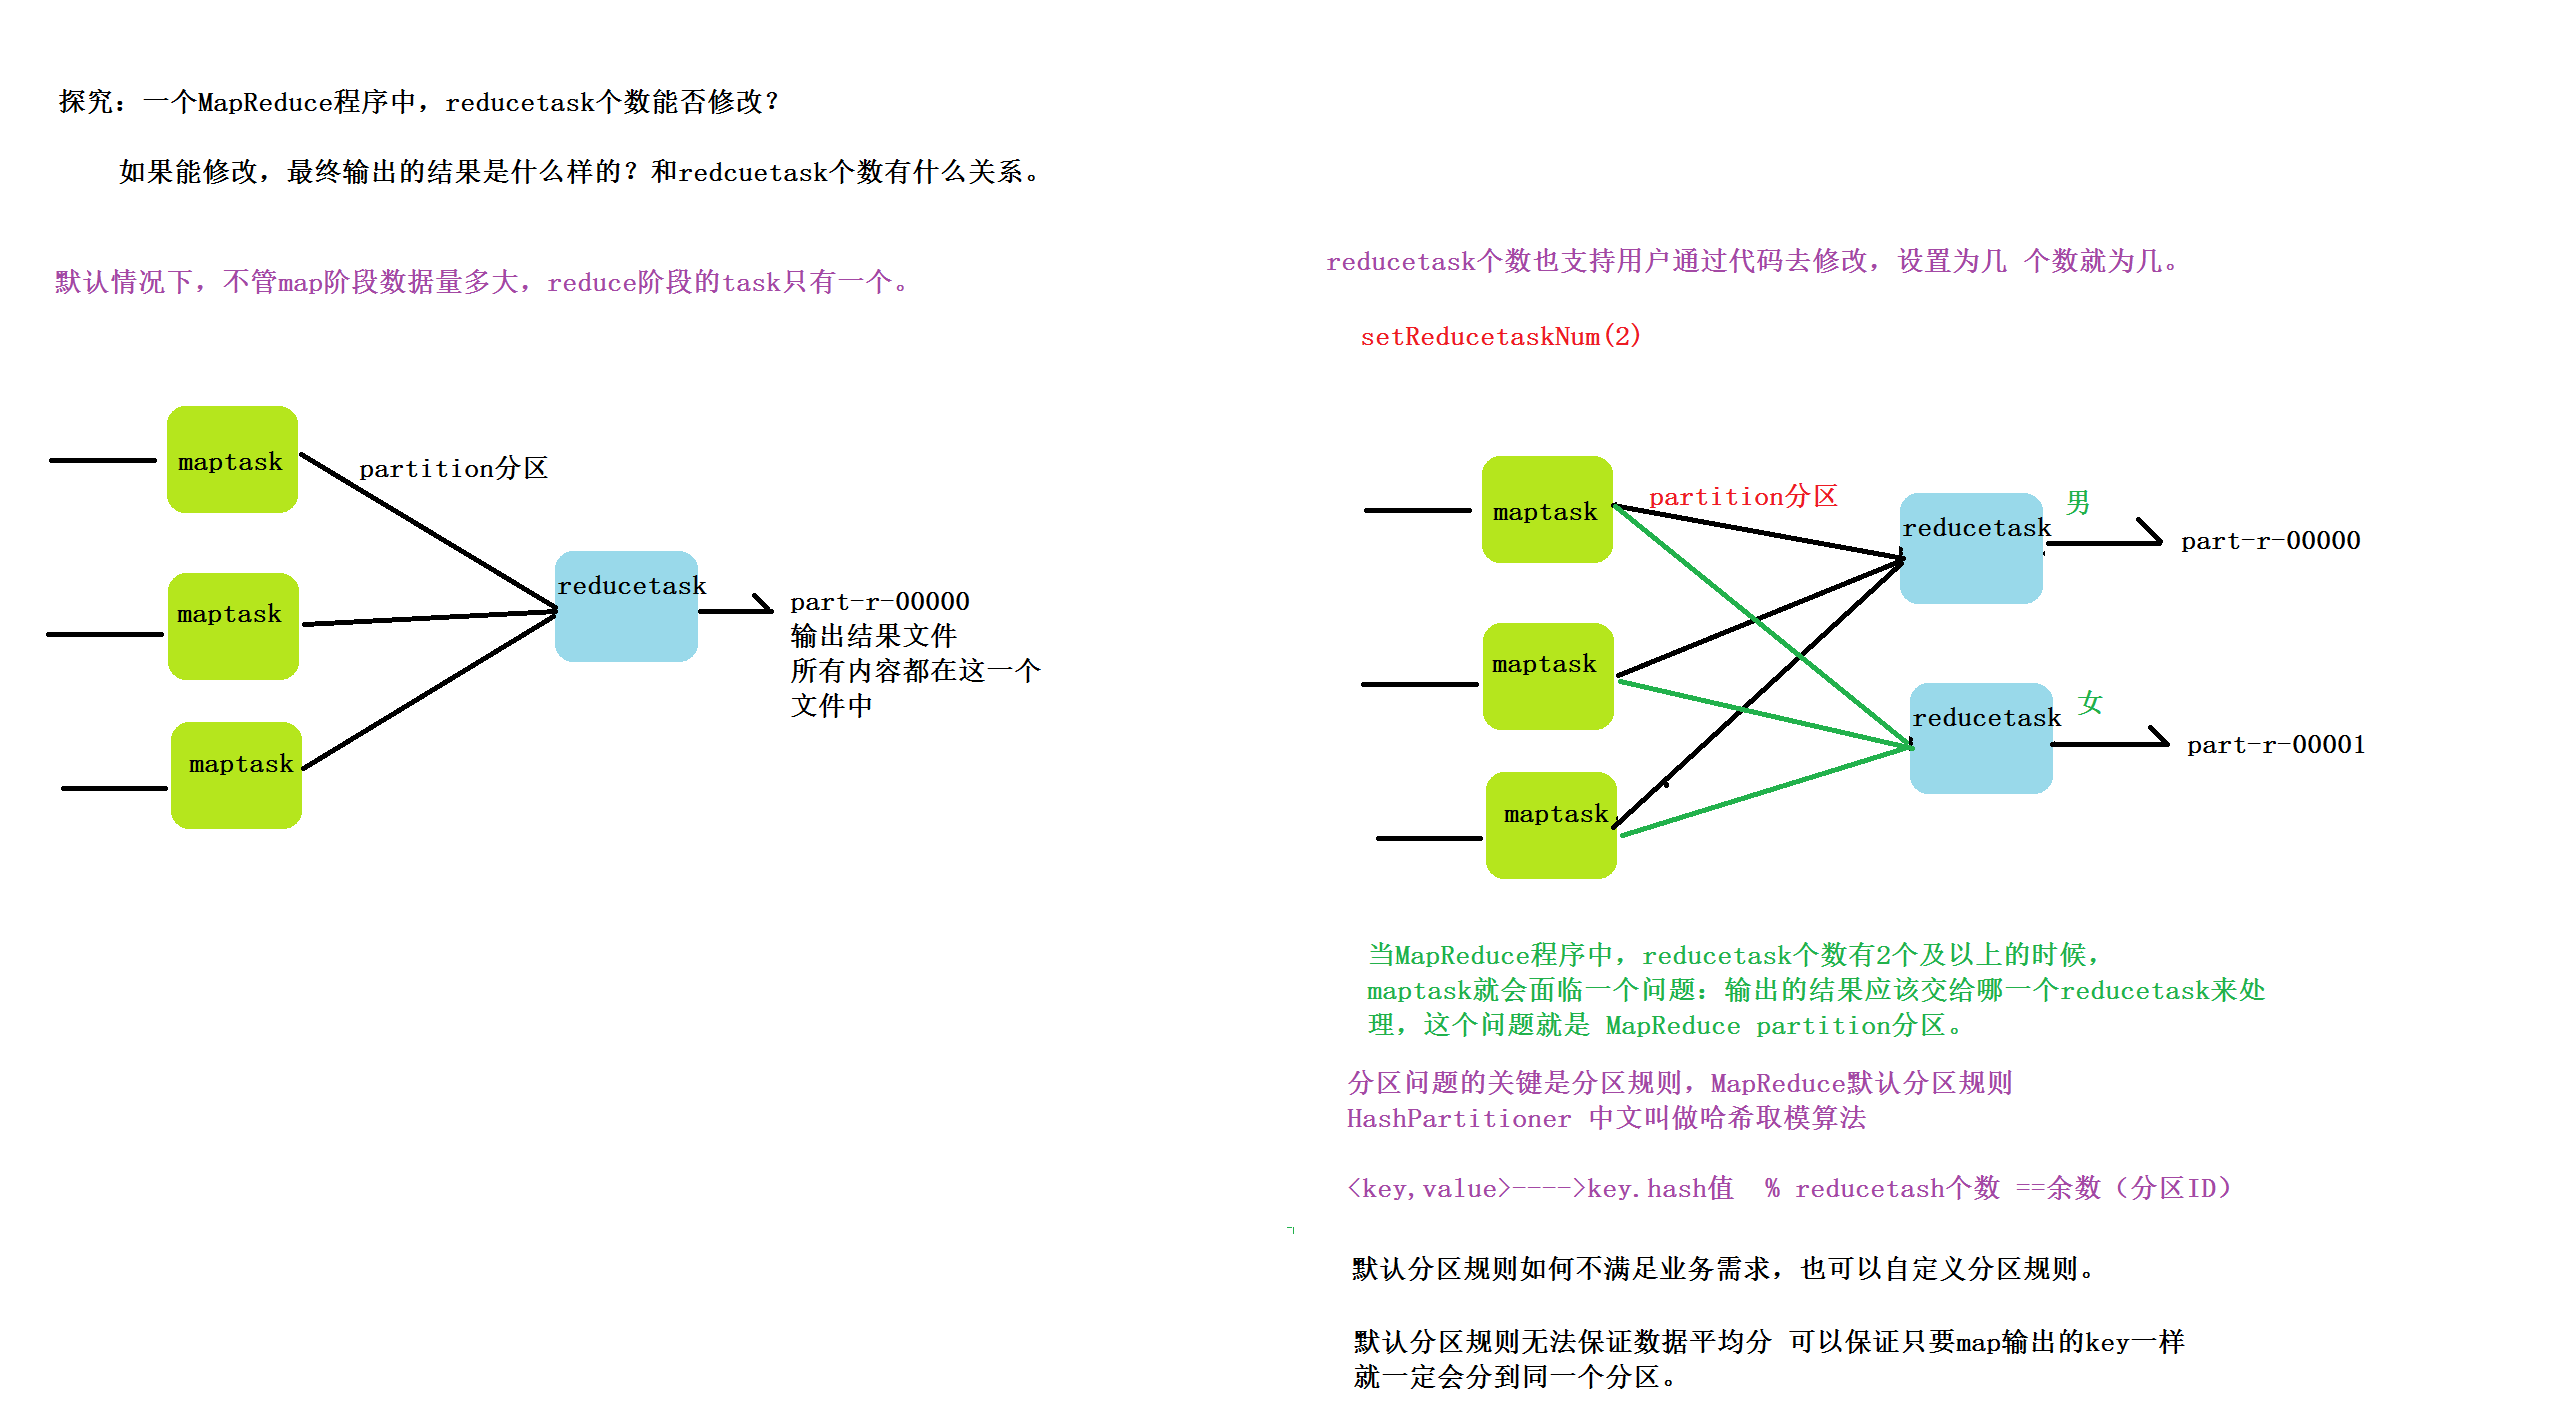 探究：一个MapReduce程序中，reducetask个数能否修改？
如果能修改，最终输出的结果是什么样的？和redcuetask个数有什么关系。
默认情况下，不管map阶段数据量多大，reduce阶段的task只有一个。
maptask
partition分区
maptask
reducetask
part-r-00000
输出结果文件
所有内容都在这一个
文件中
maptask
reducetask个数也支持用户通过代码去修改，设置为几 个数就为几。
setReducetaskNum(2)
maptask
partition分区
reducetask
男
part-r-00000
maptask
reducetask
女
part-r-00001
maptask
当MapReduce程序中，reducetask个数有2个及以上的时候，
maptask就会面临一个问题：输出的结果应该交给哪一个reducetask来处
理，这个问题就是 MapReduce partition分区。
分区问题的关键是分区规则，MapReduce默认分区规则
HashPartitioner 中文叫做哈希取模算法
<key,value>---->key.hash值  % reducetash个数 ==余数（分区ID）
默认分区规则如何不满足业务需求，也可以自定义分区规则。
默认分区规则无法保证数据平均分 可以保证只要map输出的key一样
就一定会分到同一个分区。